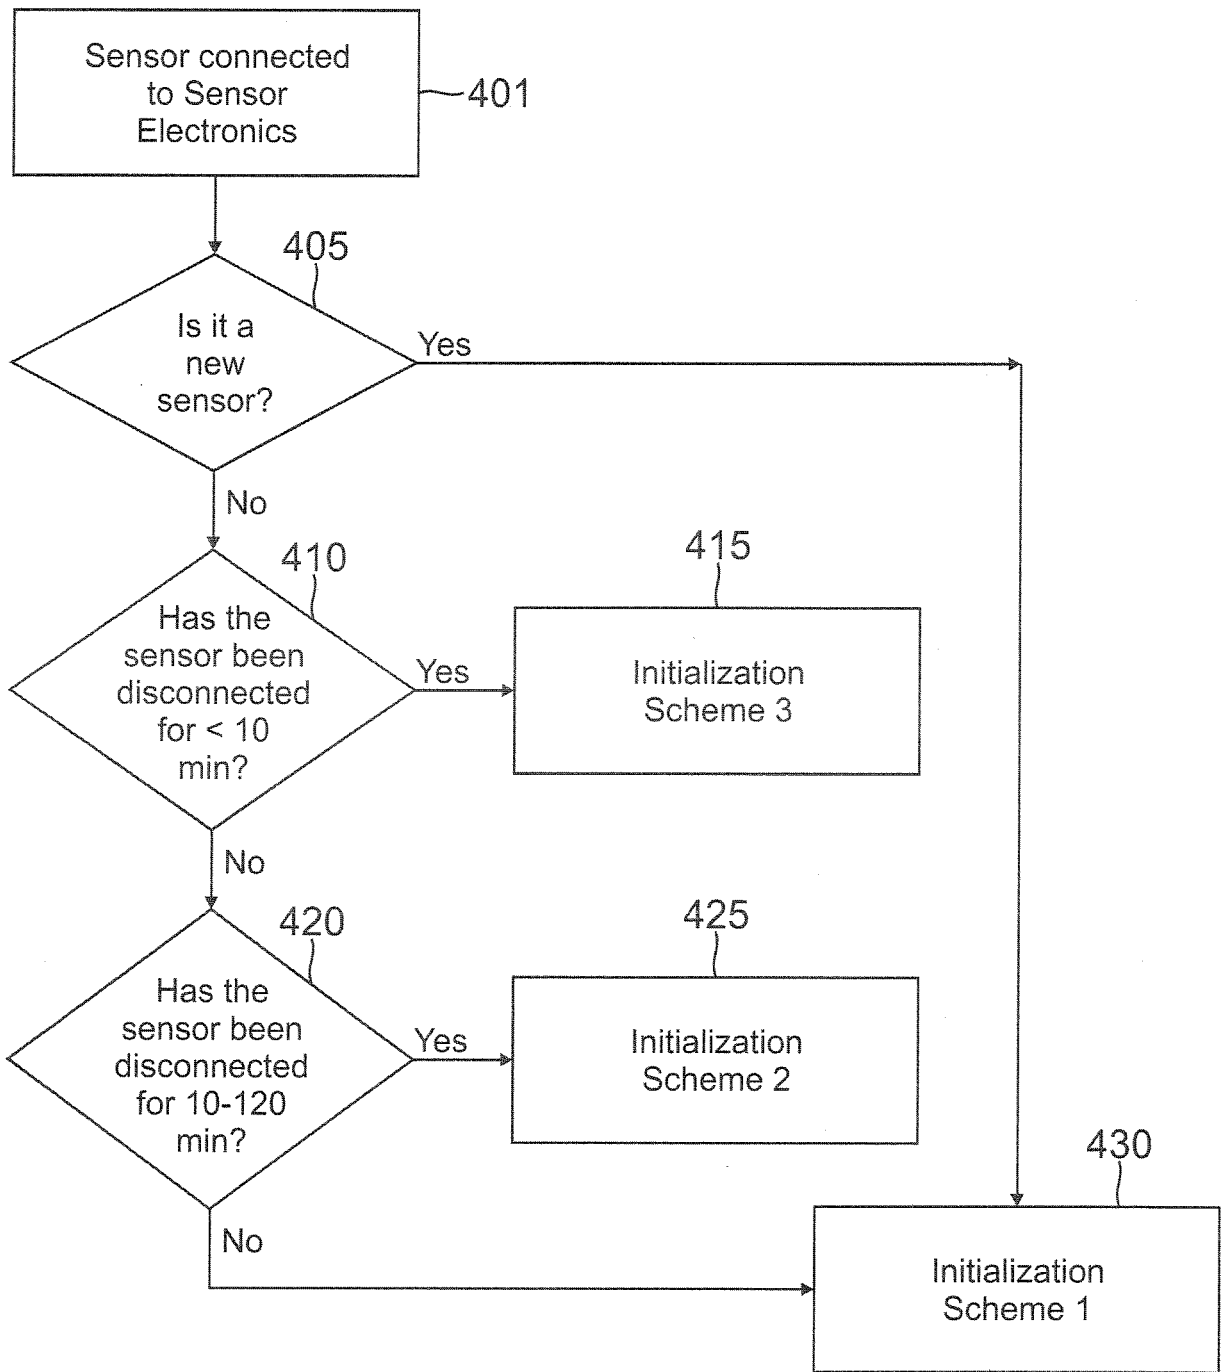 Sensor connected
to Sensor
Electronics
401
405
Is it a
new
sensor?
Yes
No
410
Has the
sensor been
disconnected
for < 10
min?
Yes
415
Initialization
Scheme 3
No
420
Has the
sensor been
disconnected
for 10-120
min?
Yes
425
Initialization
Scheme 2
No
430
Initialization
Scheme 1